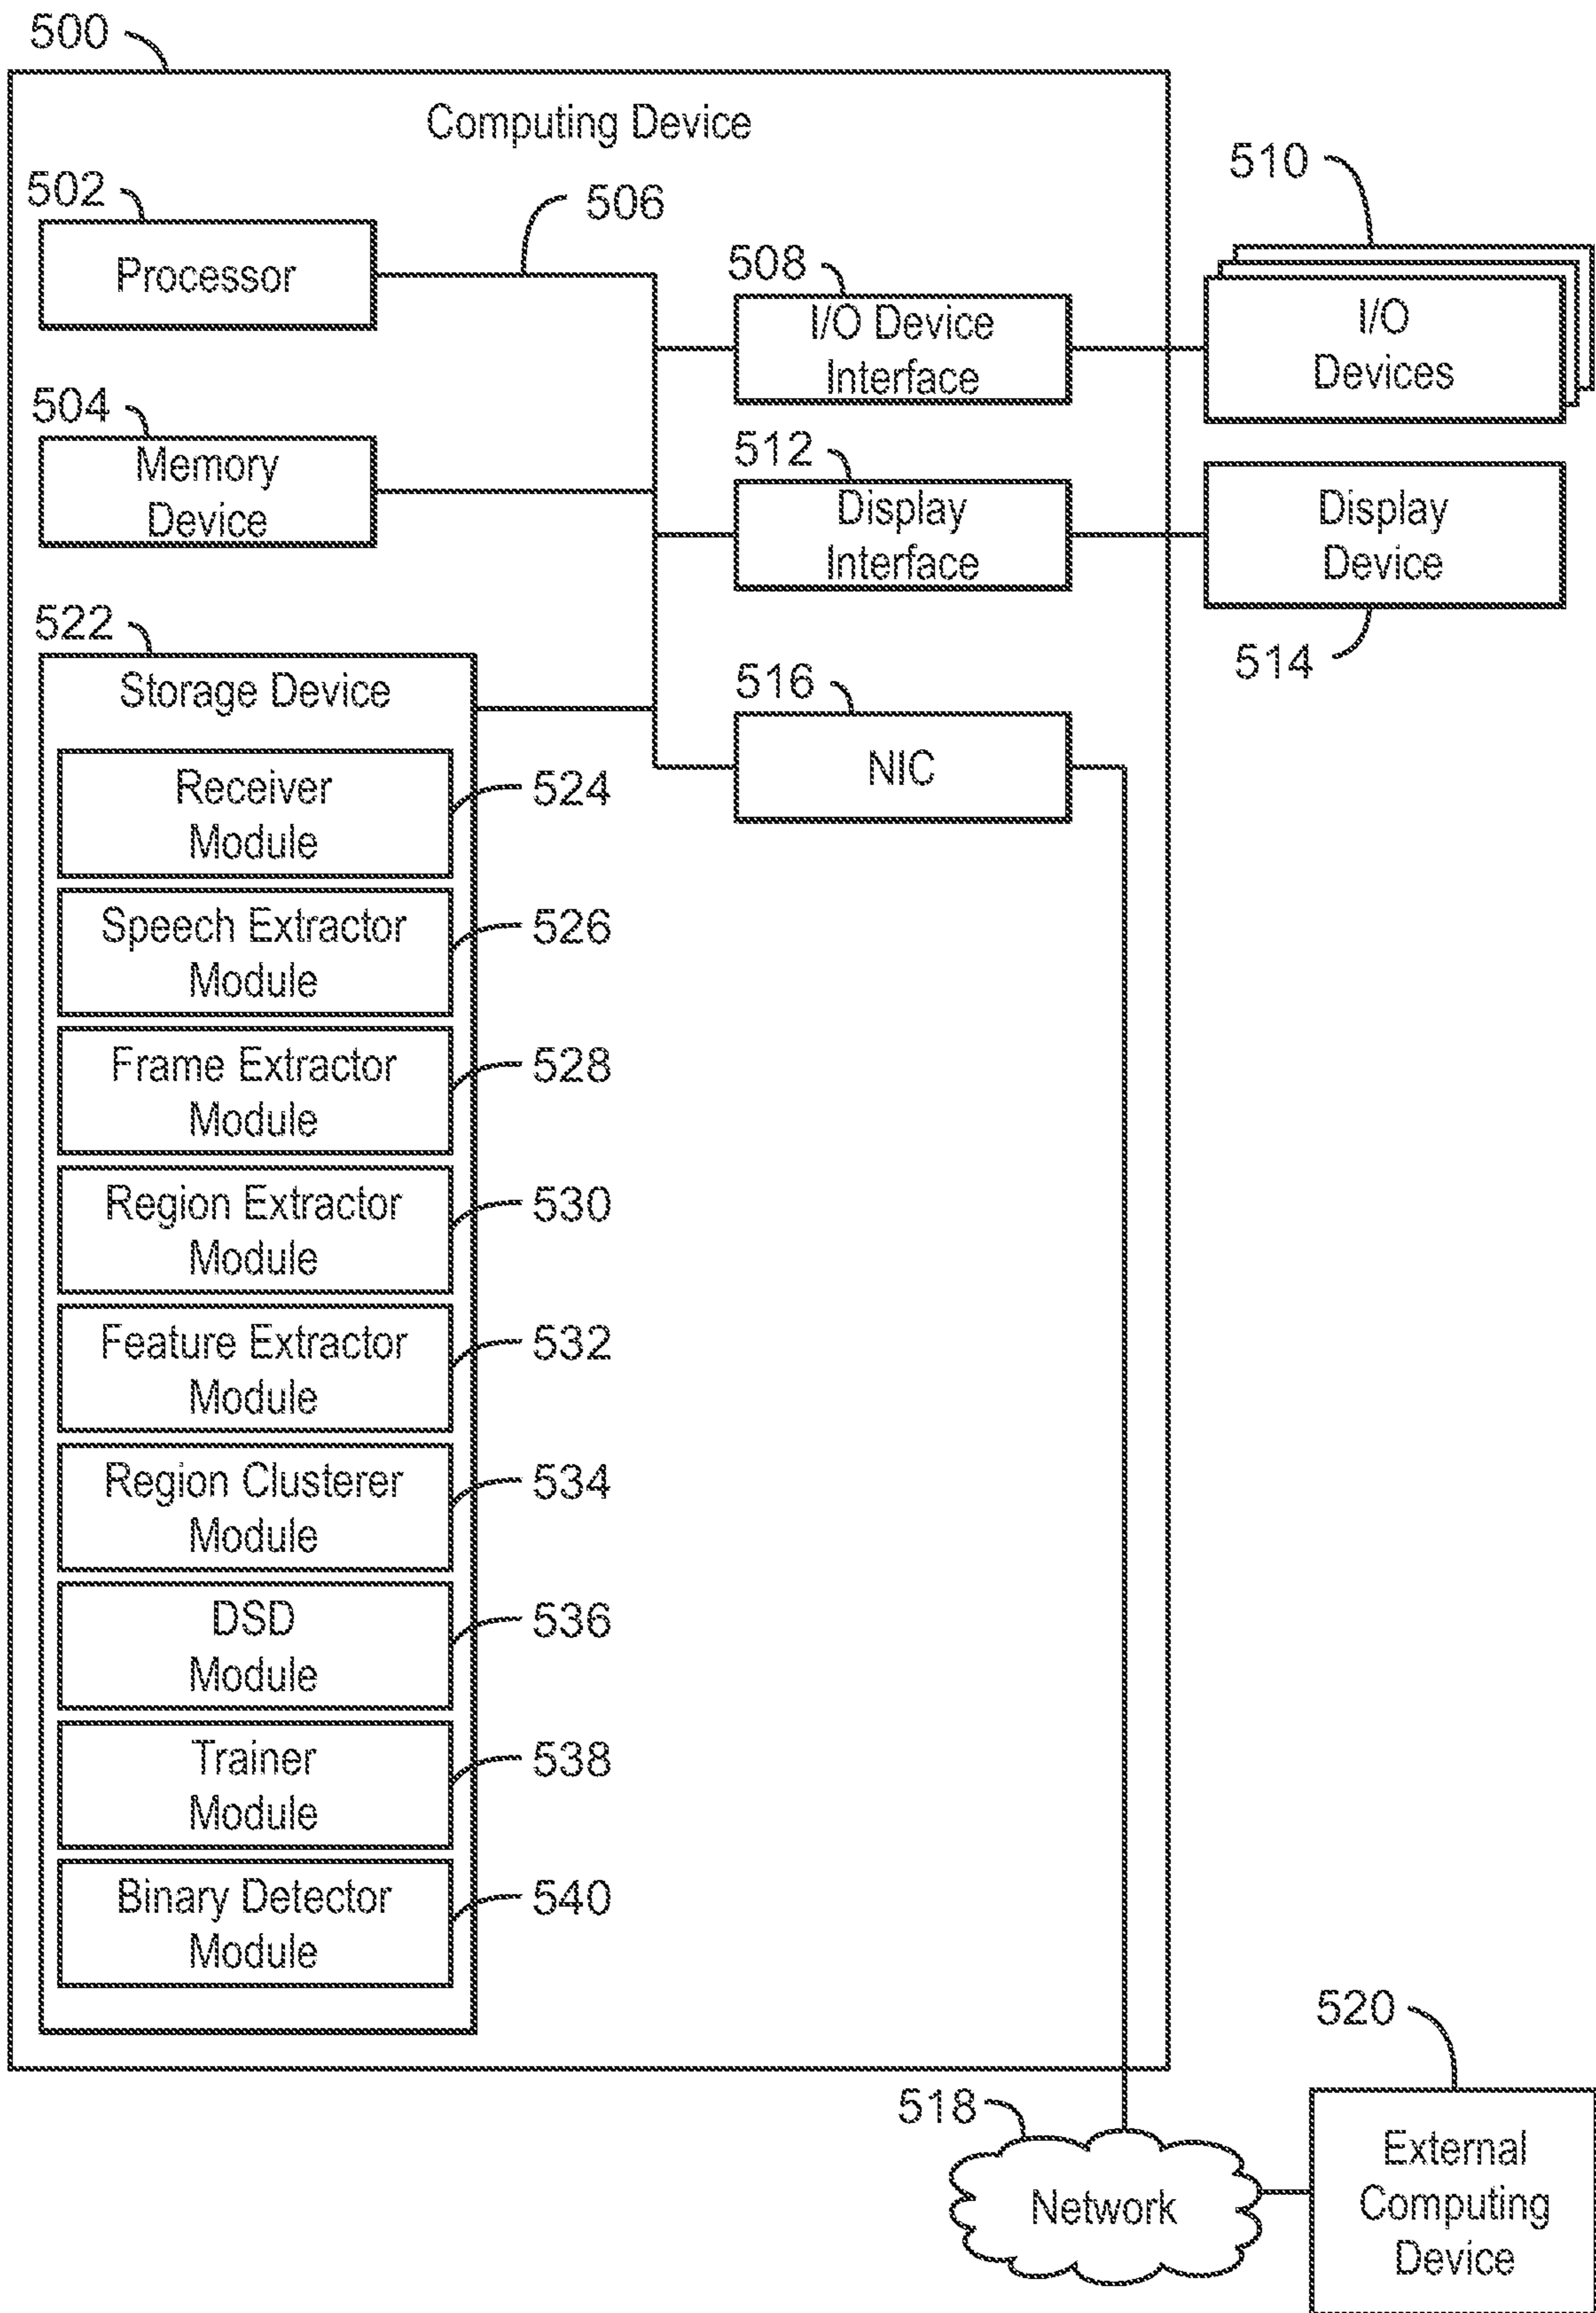 500
Computing Device
502
Processor
506
508
I/O Device
Interface
510
I/O
Devices
504
Memory
Device
512
Display
Interface
Display
Device
514
522
Storage Device
516
NIC
Receiver
Module
524
Speech Extractor
Module
526
Frame Extractor
Module
528
Region Extractor
Module
530
Feature Extractor
Module
532
Region Clusterer
Module
534
DSD
Module
536
Trainer
Module
538
Binary Detector
Module
540
518
Network
520
External
Computing
Device